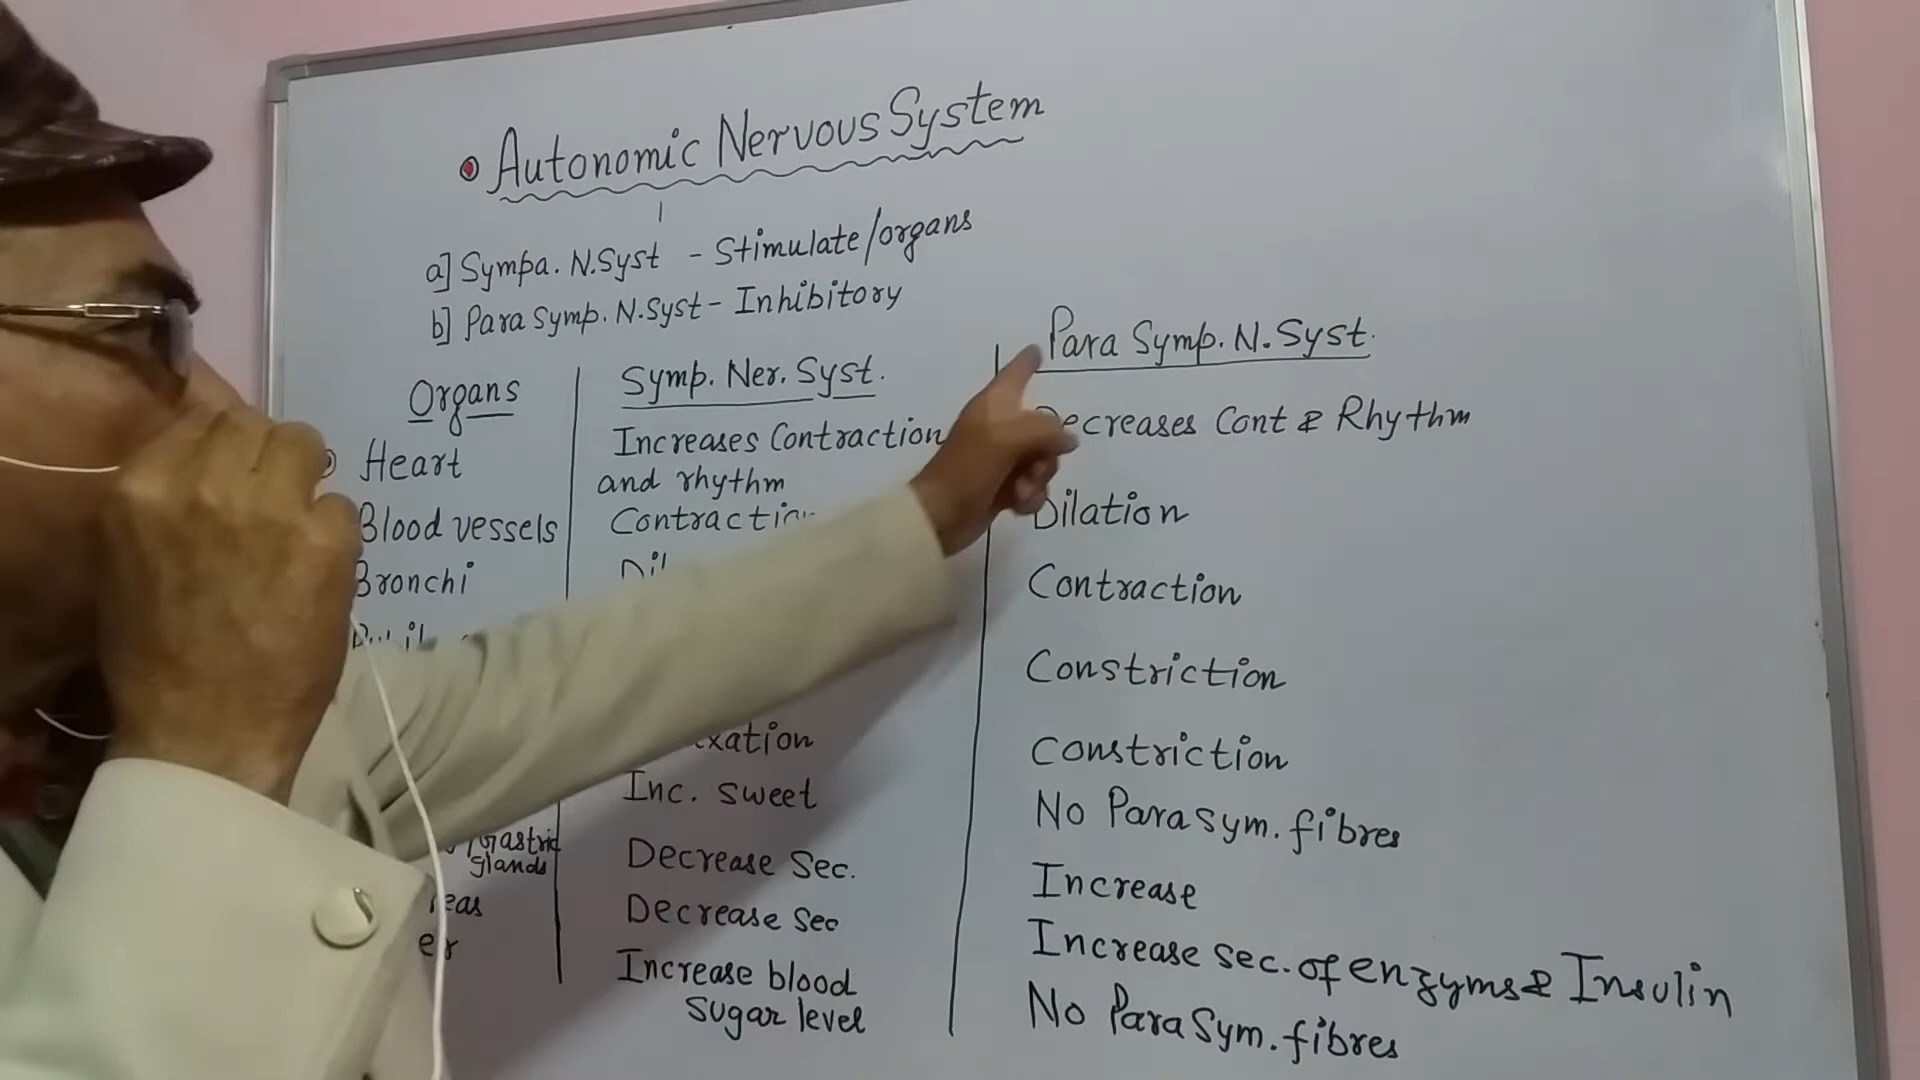 Autonomic Nervous System
a] Sympa. N.Syst - Stimulate/organs
b] Para Symp. N.Syst - Inhibitory
Organs
Heart
Blood vessels
Bronchi
Gastric
glands
Symp. Ner. Syst.
Increases Contraction
and rhythm
Inc. sweet
Decrease Sec.
Decrease Sec
Increase blood
Sugar level
Para Symp. N. Syst.
Decreases Cont & Rhythm
Dilation
Contraction
Constriction
Constriction
No Parasym. fibres
Increase
Increase Sec. of enzyms & Insulin
No ParaSym. fibres